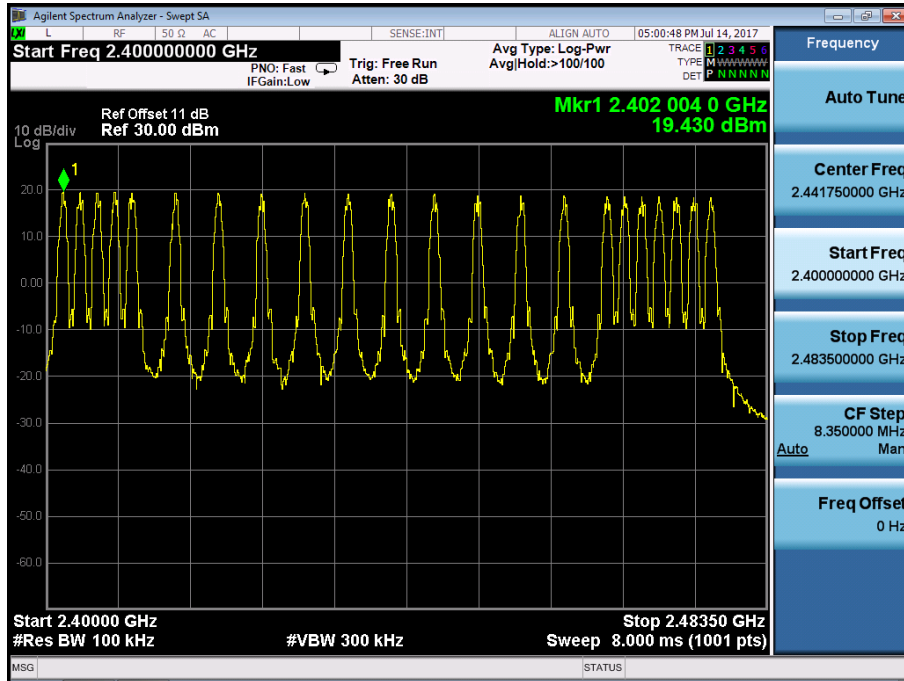 Agilent Spectrum Analyzer - Swept SA
LXI L RF 50 Ω AC SENSE:INT ALIGN AUTO 05:00:48 PM Jul 14, 2017
Start Freq 2.400000000 GHz
PNO: Fast
IFGain:Low
Trig: Free Run
Atten: 30 dB
Avg Type: Log-Pwr
Avg|Hold:>100/100
TRACE 1 2 3 4 5 6
TYPE M WWWWW
DET P N N N N N
Ref Offset 11 dB
10 dB/div Ref 30.00 dBm
Log
Mkr1 2.402 004 0 GHz
19.430 dBm
1
20.0
10.0
0.00
-10.0
-20.0
-30.0
-40.0
-50.0
-60.0
Start 2.40000 GHz
Stop 2.48350 GHz
#Res BW 100 kHz
#VBW 300 kHz
Sweep 8.000 ms (1001 pts)
MSG
STATUS
Frequency
Auto Tune
Center Freq
2.441750000 GHz
Start Freq
2.400000000 GHz
Stop Freq
2.483500000 GHz
CF Step
8.350000 MHz
Auto Man
Freq Offset
0 Hz